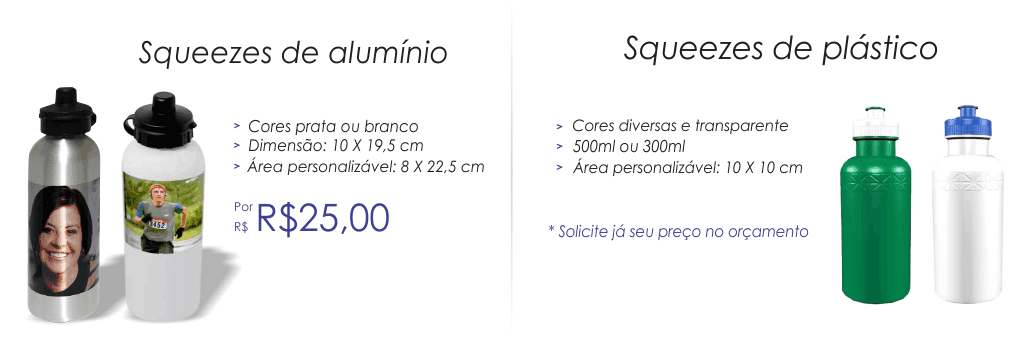 Squeezes de alumínio
> Cores prata ou branco
> Dimensão: 10 X 19,5 cm
> Área personalizável: 8 X 22,5 cm
Por
R$ R$25,00
Squeezes de plástico
> Cores diversas e transparente
> 500ml ou 300ml
> Área personalizável: 10 X 10 cm
* Solicite já seu preço no orçamento
2452